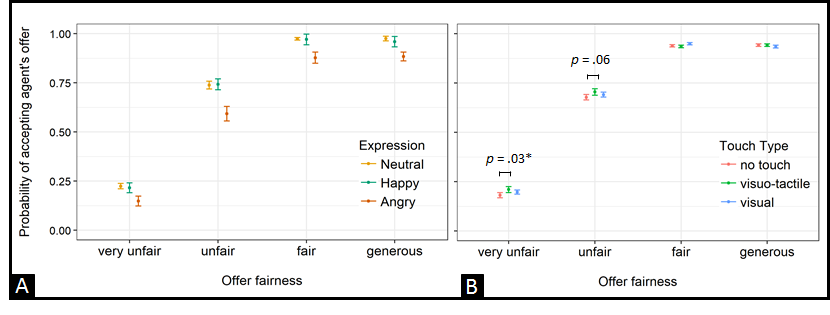 Probability of accepting agent's offer
1.00
0.75
0.50
0.25
0.00
Expression
Neutral
Happy
Angry
very unfair unfair fair generous
Offer fairness
A
p = .06
p = .03*
Touch Type
no touch
visuo-tactile
visual
very unfair unfair fair generous
Offer fairness
B